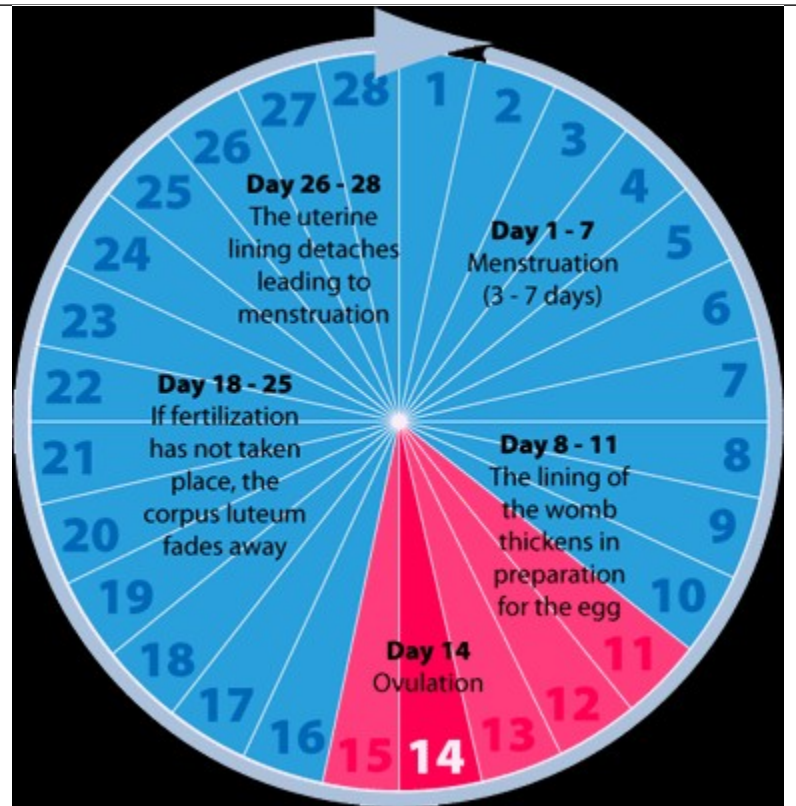 28
1
2
3
4
5
6
7
8
9
10
11
12
13
14
15
16
17
18
19
20
21
22
23
24
25
26
27
Day 1 - 7
Menstruation
(3 - 7 days)
Day 8 - 11
The lining of
the womb
thickens in
preparation
for the egg
Day 14
Ovulation
Day 18 - 25
If fertilization
has not taken
place, the
corpus luteum
fades away
Day 26 - 28
The uterine
lining detaches
leading to
menstruation